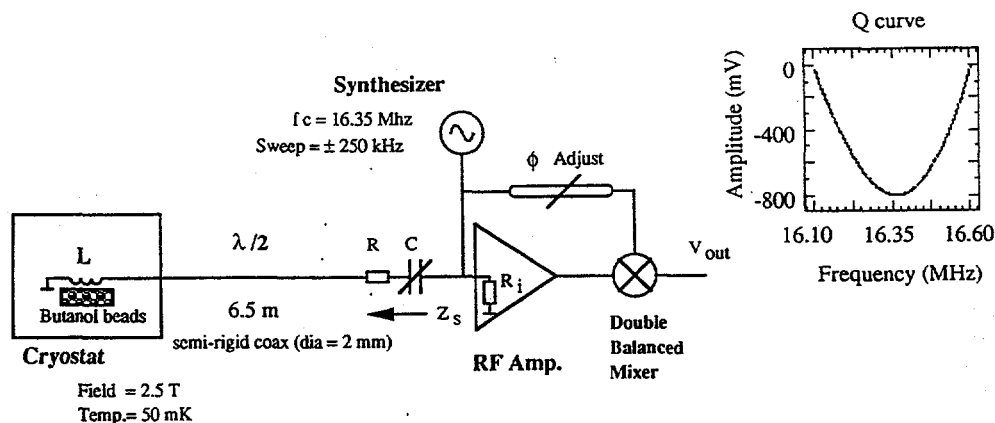 Q curve
Amplitude (mV)
0
-400
-800
16.10 16.35 16.60
Frequency (MHz)
Synthesizer
f c = 16.35 Mhz
Sweep = ± 250 kHz
ϕ Adjust
L
λ /2
R C
R i
V out
Butanol beads
6.5 m
Z s
semi-rigid coax (dia = 2 mm)
Cryostat
RF Amp.
Double
Balanced
Mixer
Field = 2.5 T
Temp.= 50 mK